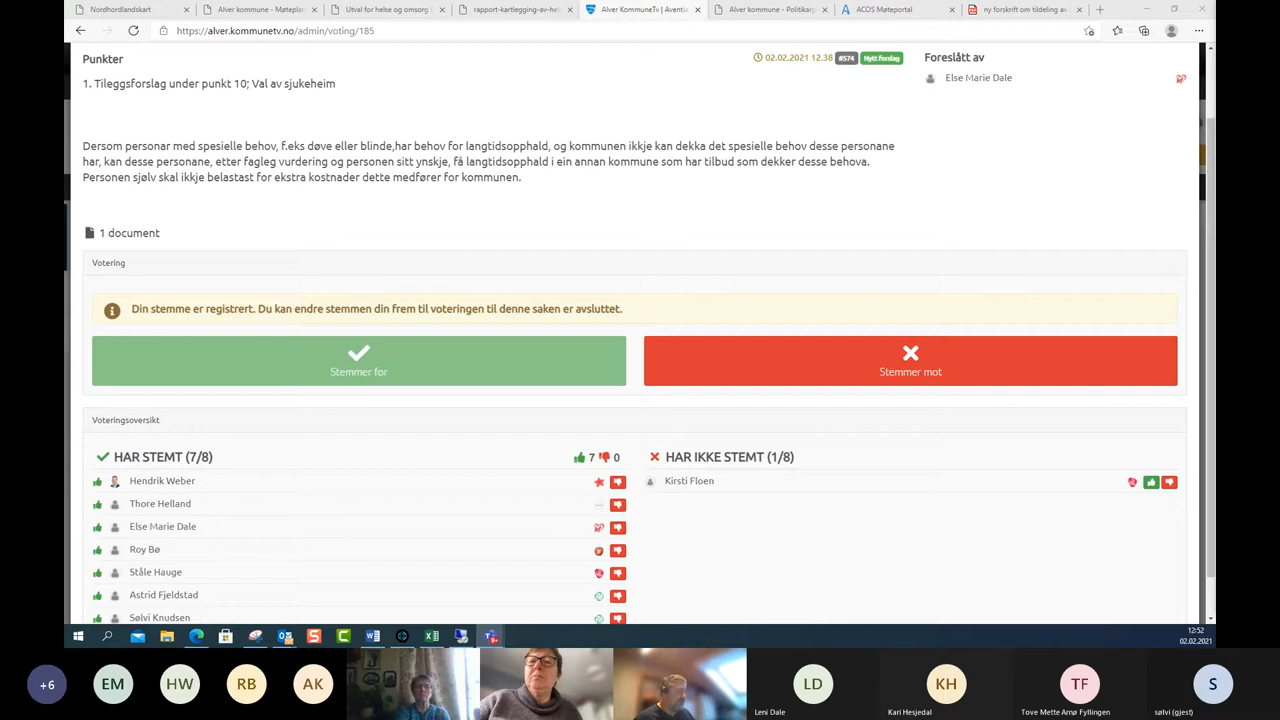 Nordhordlandskart
Alver kommune - Møteplan
Utval for helse og omsorg
rapport-kartlegging-av-hel
Alver KommuneTv | Aventia
Alver kommune - Politikarp
ACOS Møteportal
ny forskrift om tildeling av
https://alver.kommunetv.no/admin/voting/185
Punkter
02.02.2021 12.38 #574 Nytt forslag
Foreslått av
1. Tileggsforslag under punkt 10; Val av sjukeheim
Else Marie Dale
Dersom personar med spesielle behov, f.eks døve eller blinde,har behov for langtidsopphald, og kommunen ikkje kan dekka det spesielle behov desse personane
har, kan desse personane, etter fagleg vurdering og personen sitt ynskje, få langtidsopphald i ein annan kommune som har tilbud som dekker desse behova.
Personen sjølv skal ikkje belastast for ekstra kostnader dette medfører for kommunen.
1 document
Votering
Din stemme er registrert. Du kan endre stemmen din frem til voteringen til denne saken er avsluttet.
Stemmer for
Stemmer mot
Voteringsoversikt
HAR STEMT (7/8)
7 0
HAR IKKE STEMT (1/8)
Hendrik Weber
Kirsti Floen
Thore Helland
Else Marie Dale
Roy Bø
Ståle Hauge
Astrid Fjeldstad
Sølvi Knudsen
12:52
02.02.2021
+6
EM
HW
RB
AK
LD
KH
TF
S
Leni Dale
Kari Hesjedal
Tove Mette Arnø Fyllingen
sølvi (gjest)